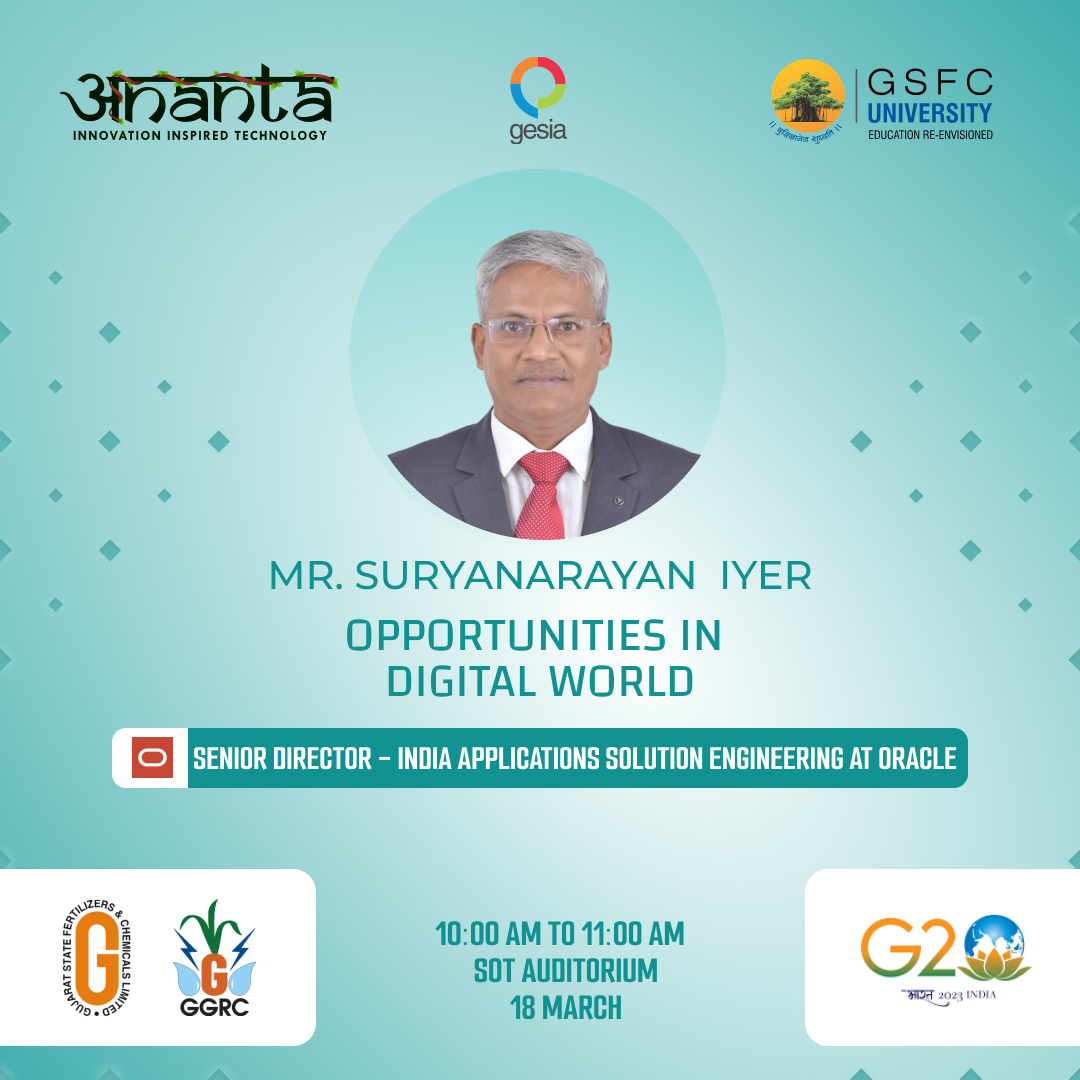 अnanta
INNOVATION INSPIRED TECHNOLOGY
gesia
GSFC
UNIVERSITY
EDUCATION RE-ENVISIONED
MR. SURYANARAYAN IYER
OPPORTUNITIES IN
DIGITAL WORLD
SENIOR DIRECTOR – INDIA APPLICATIONS SOLUTION ENGINEERING AT ORACLE
GUJARAT STATE FERTILIZERS & CHEMICALS LIMITED
G
G
GGRC
10:00 AM TO 11:00 AM
SOT AUDITORIUM
18 MARCH
G20
भारत 2023 INDIA